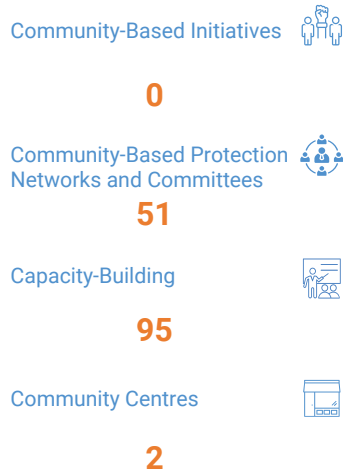 Community-Based Initiatives
0
Community-Based Protection
Networks and Committees
51
Capacity-Building
95
Community Centres
2